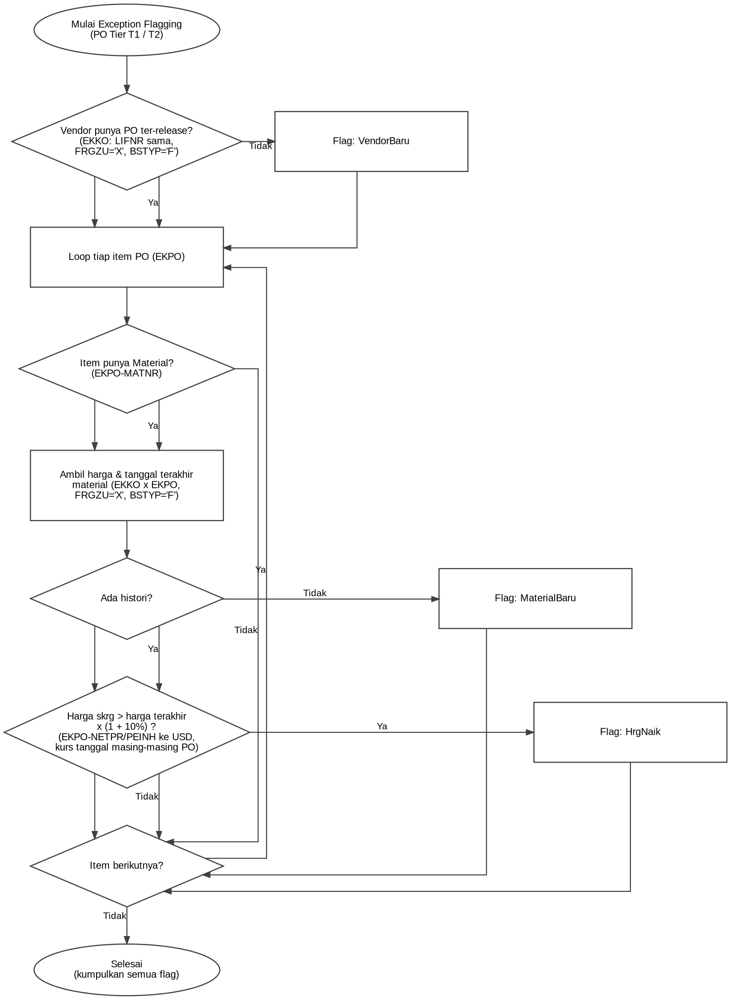 Mulai Exception Flagging
(PO Tier T1 / T2)
Vendor punya PO ter-release?
(EKKO: LIFNR sama,
FRGZU='X', BSTYP='F')
Tidak
Flag: VendorBaru
Ya
Loop tiap item PO (EKPO)
Item punya Material?
(EKPO-MATNR)
Ya
Ambil harga & tanggal terakhir
material (EKKO x EKPO,
FRGZU='X', BSTYP='F')
Ya
Ada histori?
Tidak
Flag: MaterialBaru
Tidak
Ya
Harga skrg > harga terakhir
x (1 + 10%) ?
(EKPO-NETPR/PEINH ke USD,
kurs tanggal masing-masing PO)
Ya
Flag: HrgNaik
Tidak
Item berikutnya?
Tidak
Selesai
(kumpulkan semua flag)